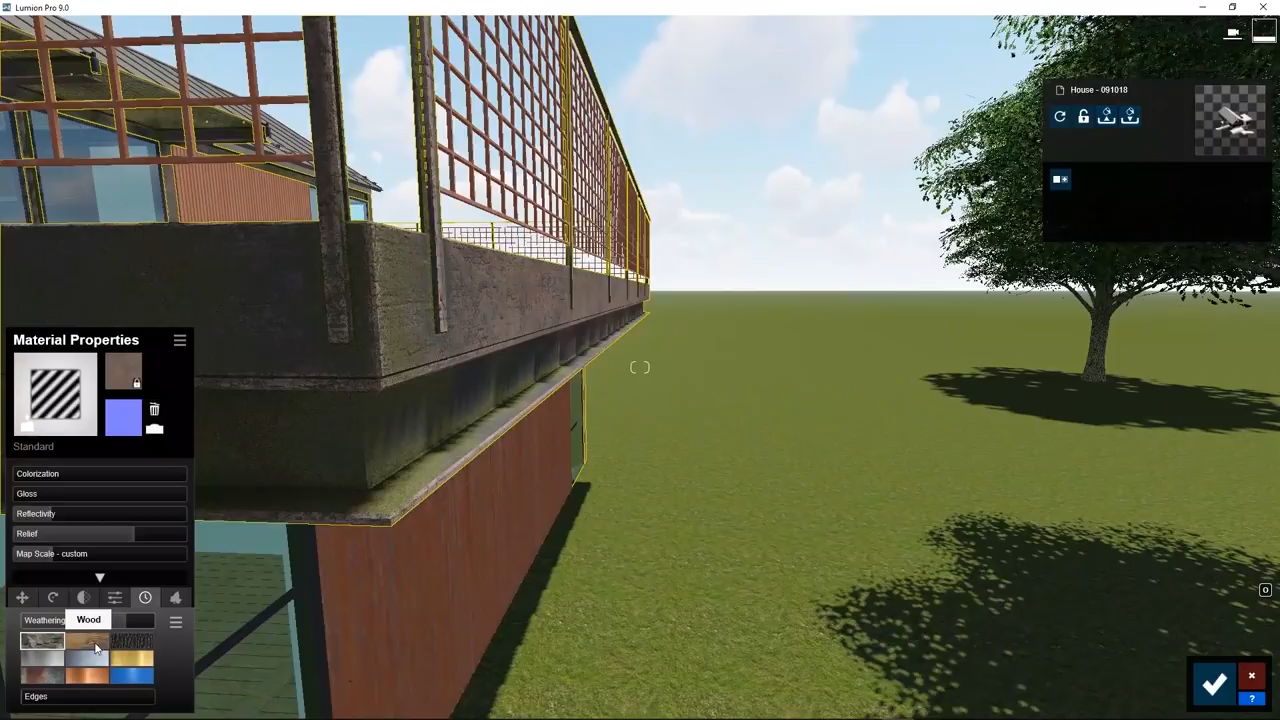 Lumion Pro 9.0
House - 091018
Material Properties
Standard
Colorization
Gloss
Reflectivity
Relief
Map Scale - custom
Weathering
Wood
Edges
O
?